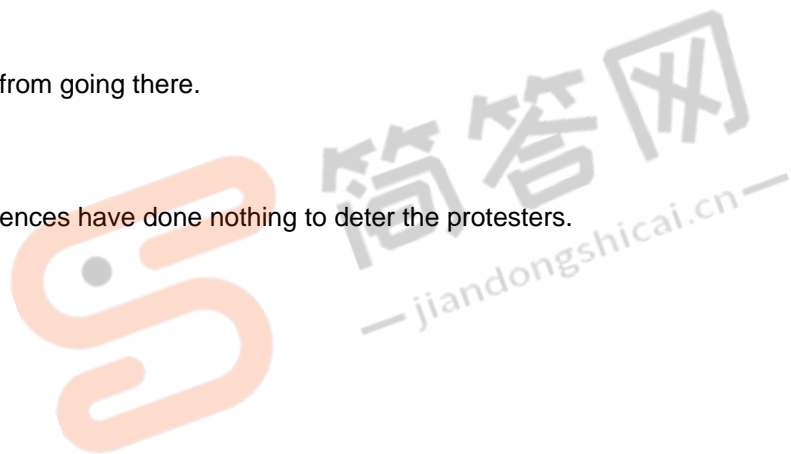 from going there.
ences have done nothing to deter the protesters.
简答网
jiandongshicai.cn